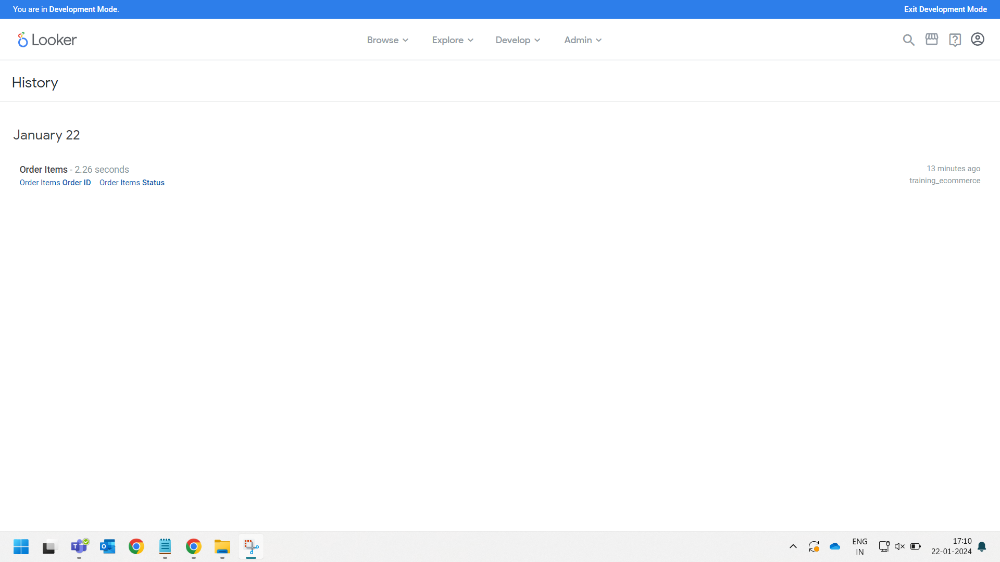 You are in Development Mode.
Exit Development Mode
Looker
Browse
Explore
Develop
Admin
History
January 22
Order Items - 2.26 seconds
13 minutes ago
Order Items Order ID Order Items Status
training_ecommerce
ENG
IN
17:10
22-01-2024